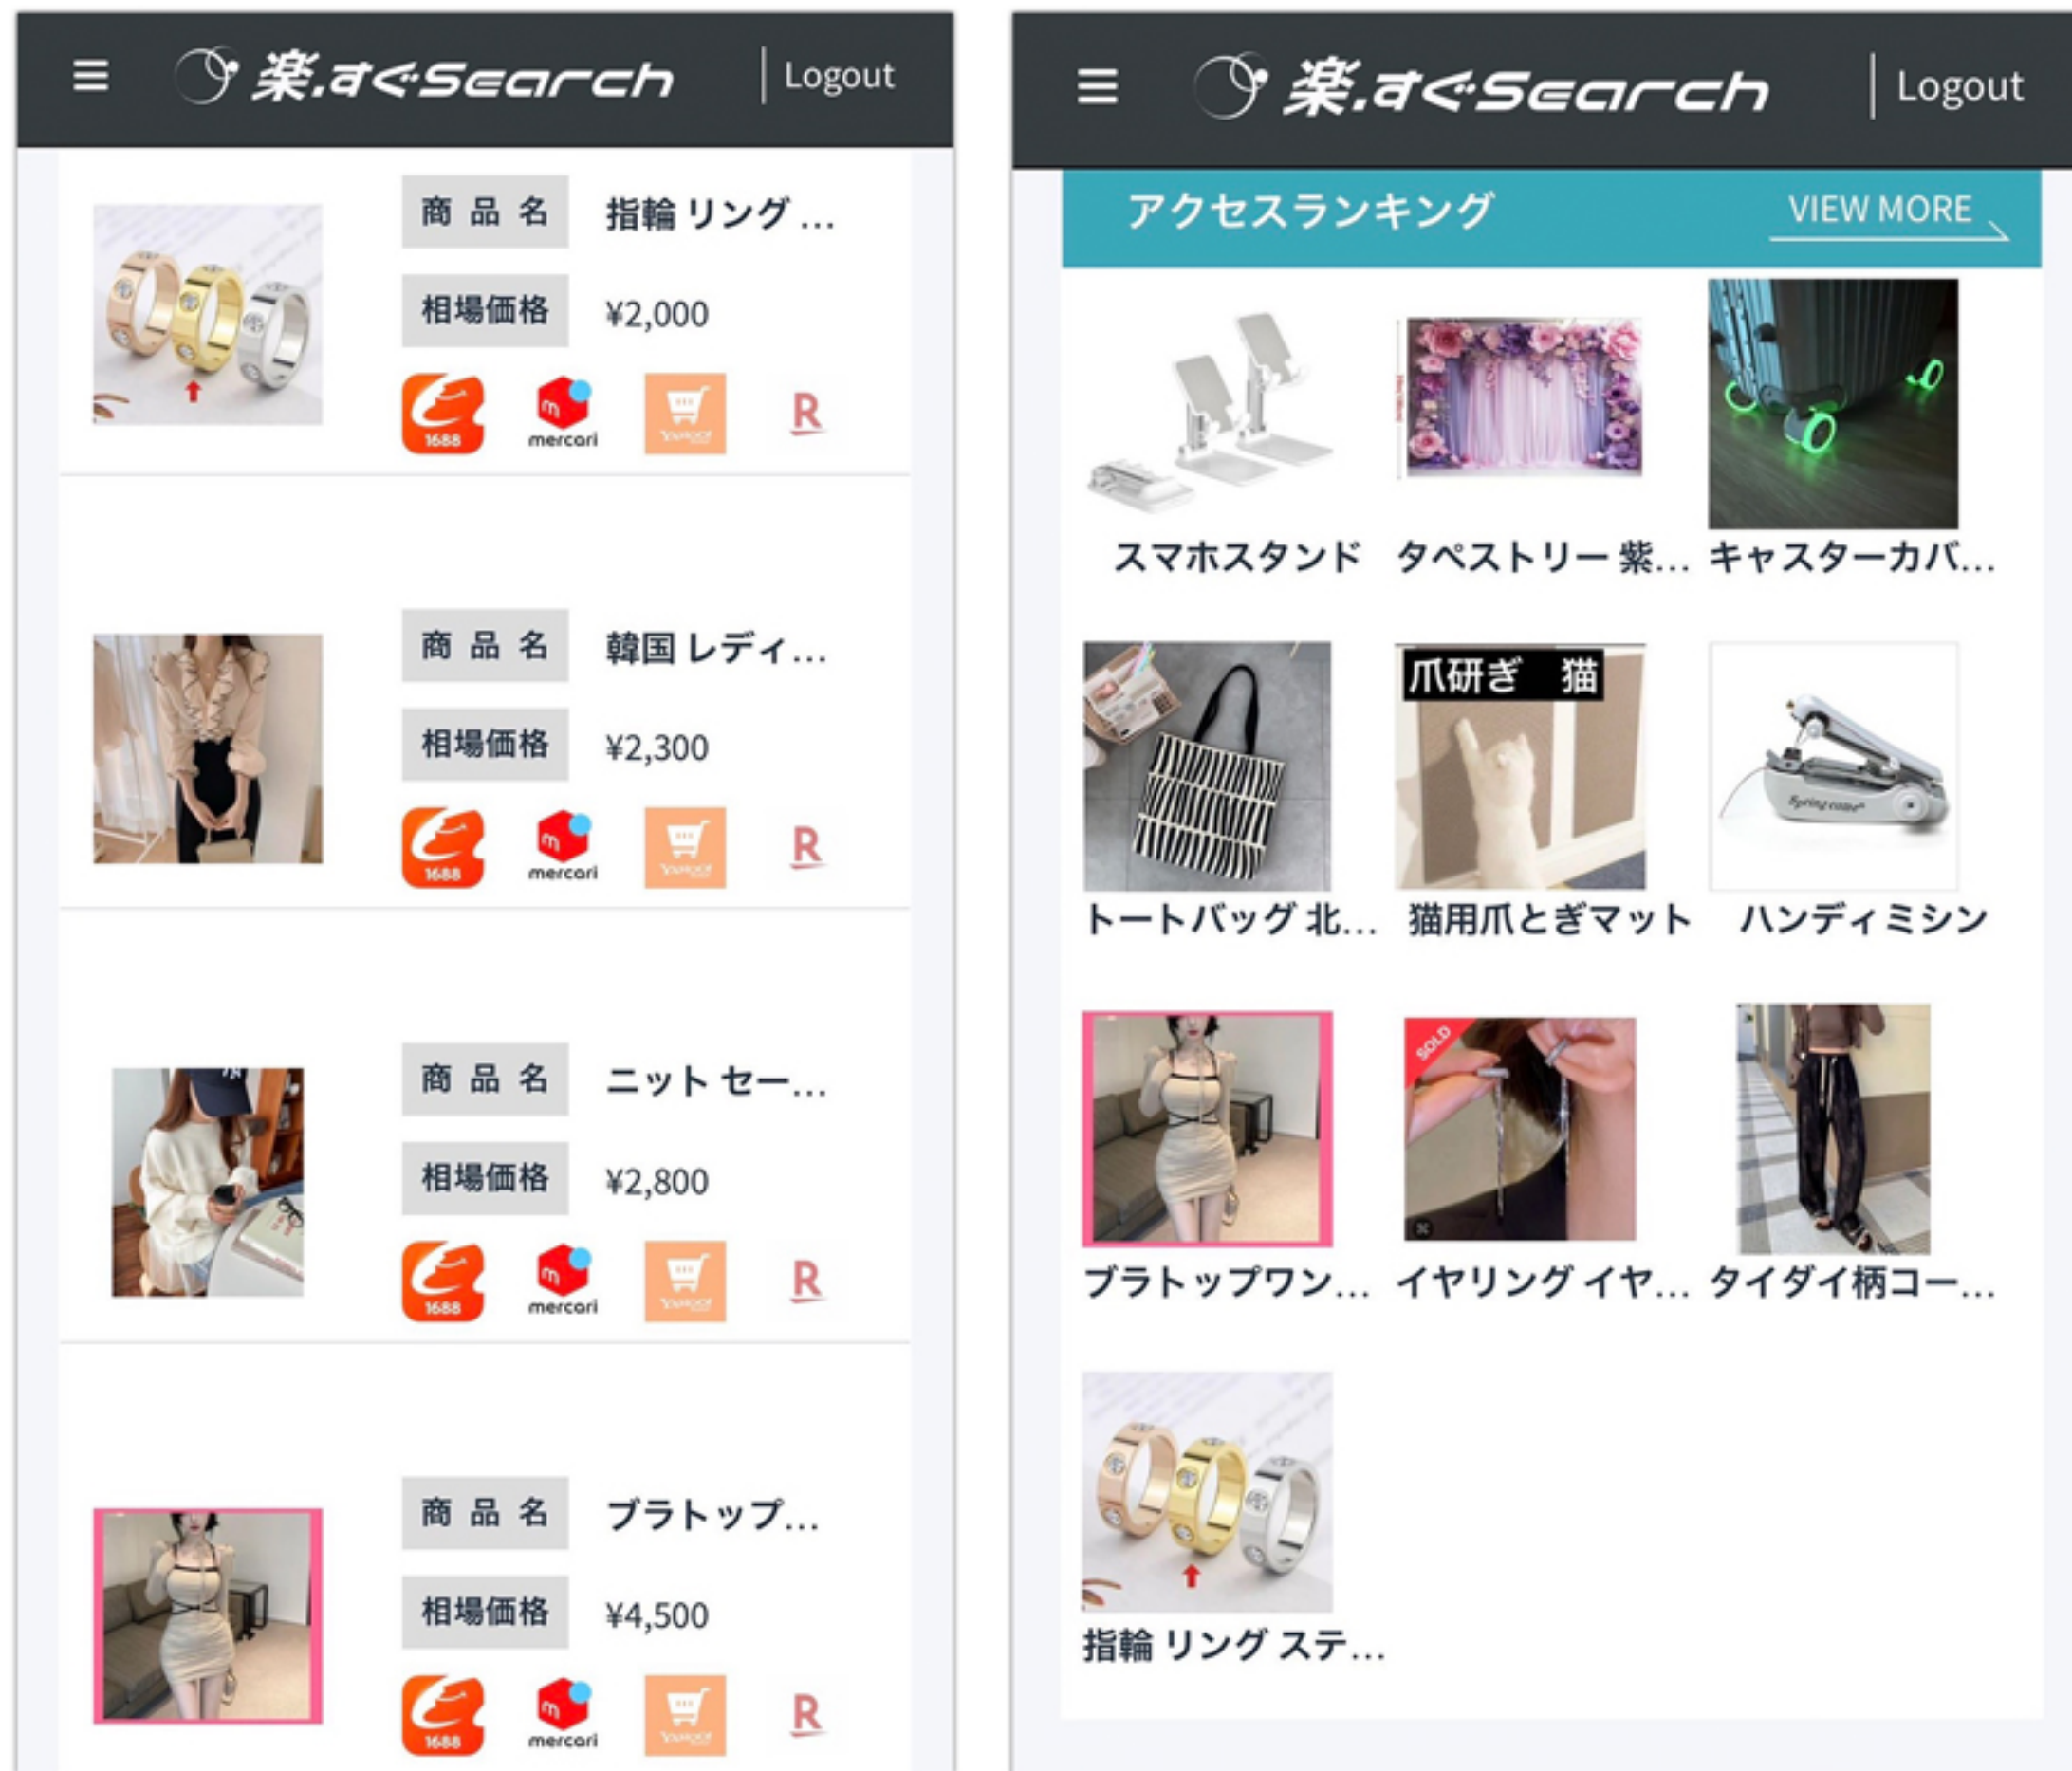 楽.すぐSearch
Logout
商品名 指輪 リング ...
相場価格 ¥2,000
1688 mercari YAHOO! R
商品名 韓国 レディ...
相場価格 ¥2,300
1688 mercari YAHOO! R
商品名 ニット セー...
相場価格 ¥2,800
1688 mercari YAHOO! R
商品名 ブラトップ...
相場価格 ¥4,500
1688 mercari YAHOO! R
楽.すぐSearch
Logout
アクセスランキング
VIEW MORE
スマホスタンド
タペストリー 紫...
キャスターカバ...
爪研ぎ 猫
Spring come
トートバッグ 北...
猫用爪とぎマット
ハンディミシン
SOLD
ブラトップワン...
イヤリング イヤ...
タイダイ柄コー...
指輪 リング ステ...